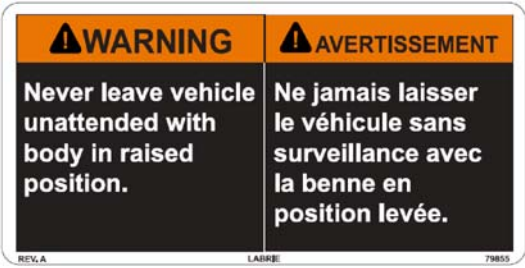 WARNING
Never leave vehicle
unattended with
body in raised
position.
AVERTISSEMENT
Ne jamais laisser
le véhicule sans
surveillance avec
la benne en
position levée.
REV. A LABRIE 79855